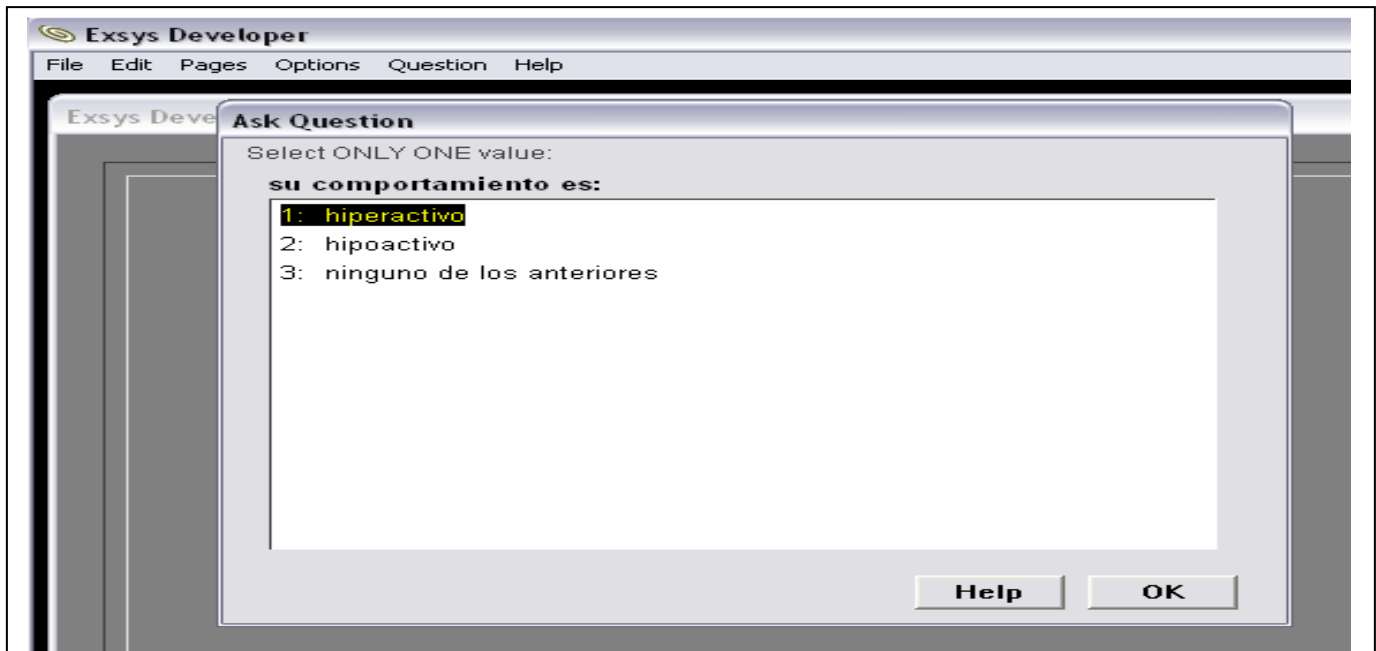 Exsys Developer
File Edit Pages Options Question Help
Exsys Deve
Ask Question
Select ONLY ONE value:
su comportamiento es:
1: hiperactivo
2: hipoactivo
3: ninguno de los anteriores
Help OK